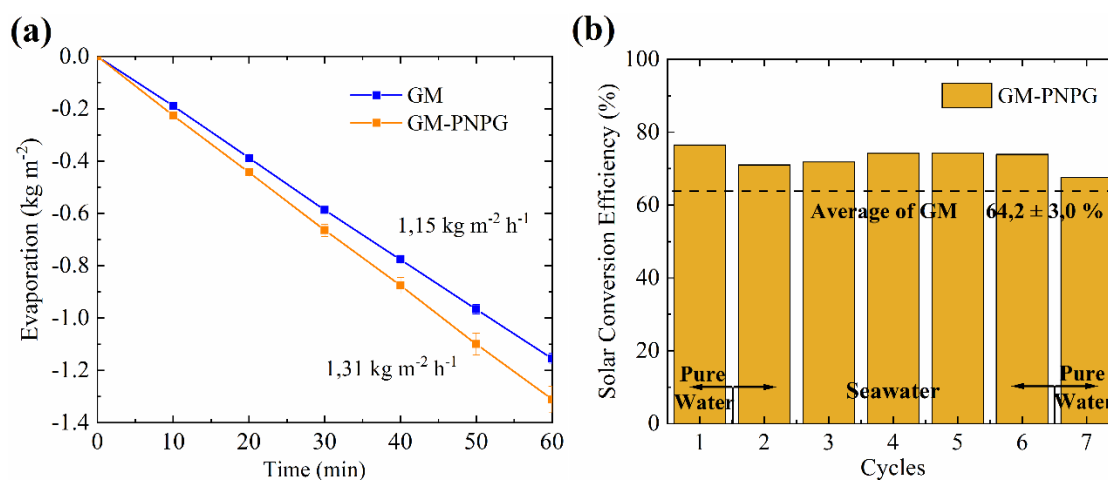 (a)
0.0
-0.2
-0.4
-0.6
-0.8
-1.0
-1.2
-1.4
Evaporation (kg m⁻²)
GM
GM-PNPG
1,15 kg m⁻² h⁻¹
1,31 kg m⁻² h⁻¹
0 10 20 30 40 50 60
Time (min)
(b)
100
80
60
40
20
0
Solar Conversion Efficiency (%)
GM-PNPG
Average of GM 64,2 ± 3,0 %
Pure
Water
Seawater
Pure
Water
1 2 3 4 5 6 7
Cycles